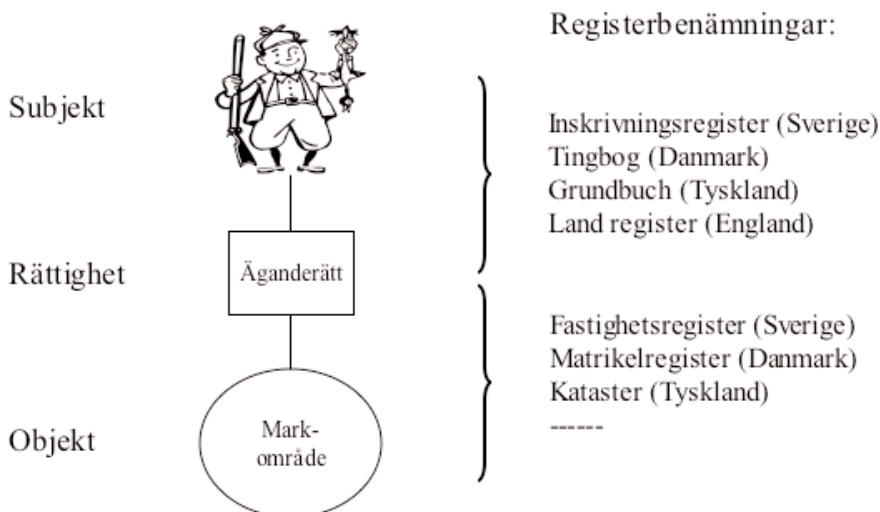 Registerbenämningar:
Subjekt
Inskrivningsregister (Sverige)
Tingbog (Danmark)
Grundbuch (Tyskland)
Land register (England)
Rättighet
Äganderätt
Fastighetsregister (Sverige)
Matrikelregister (Danmark)
Kataster (Tyskland)
------
Objekt
Mark-
område